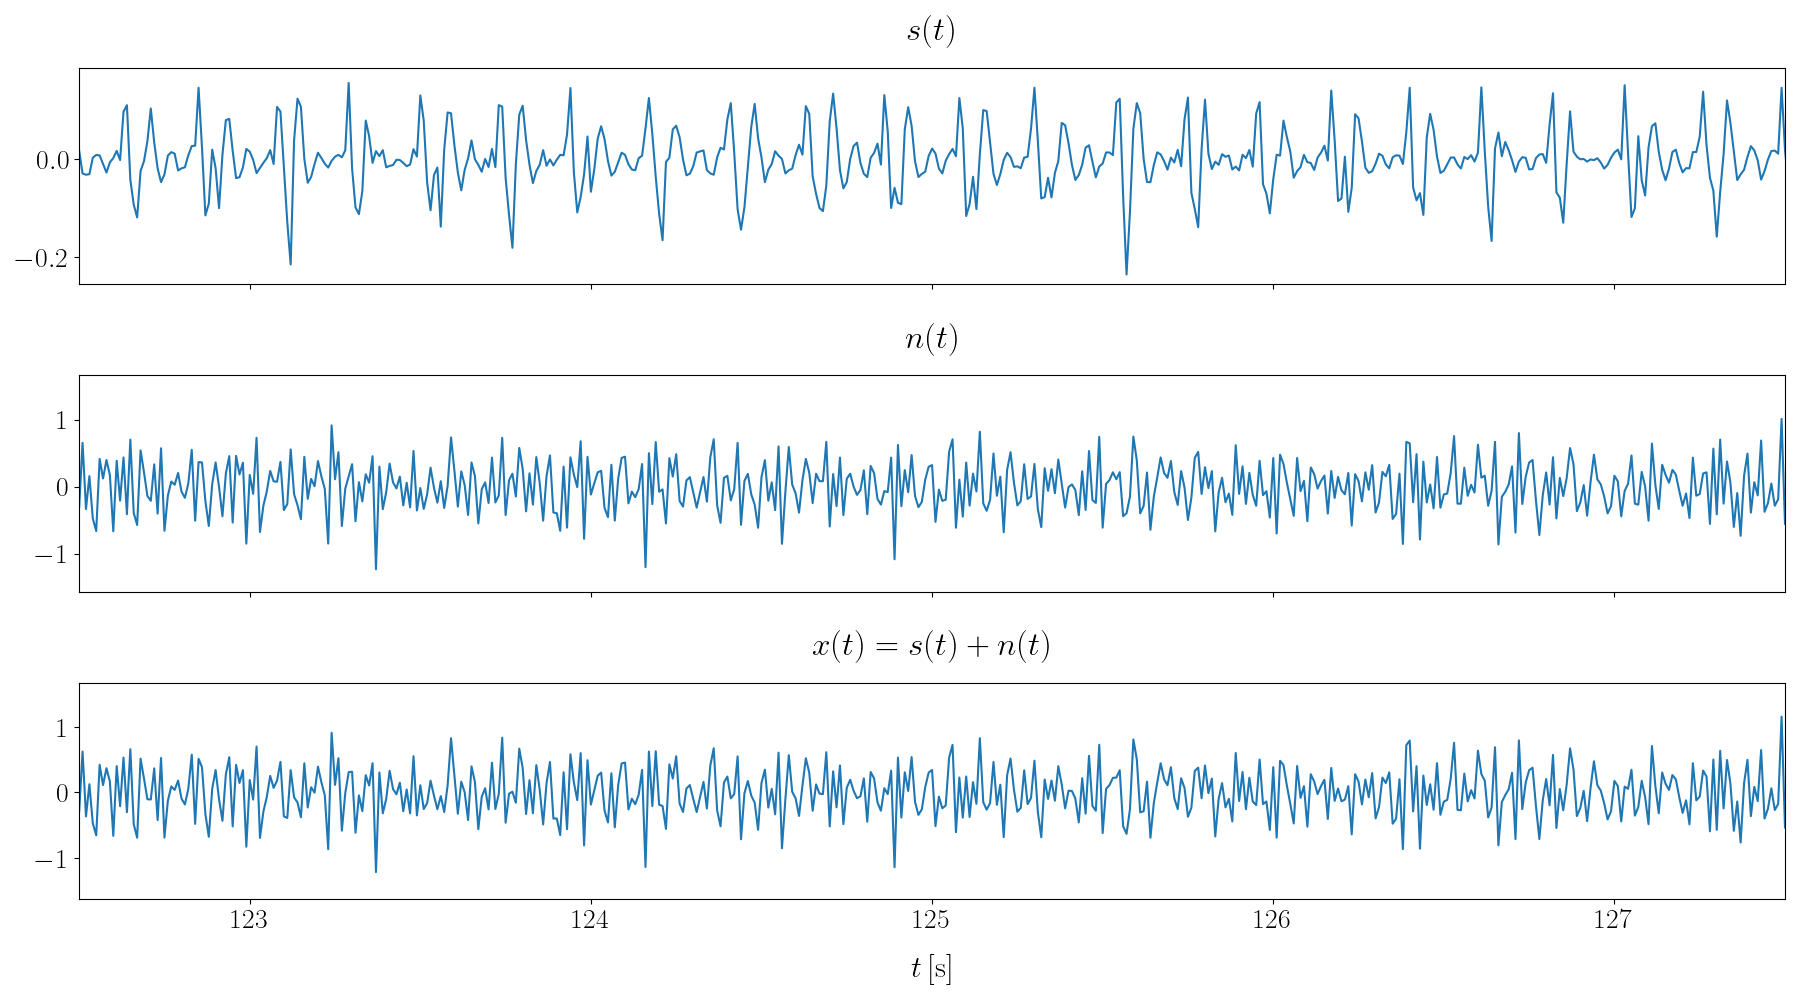 s(t)
0.0
−0.2
n(t)
1
0
−1
x(t) = s(t) + n(t)
1
0
−1
123 124 125 126 127
t [s]